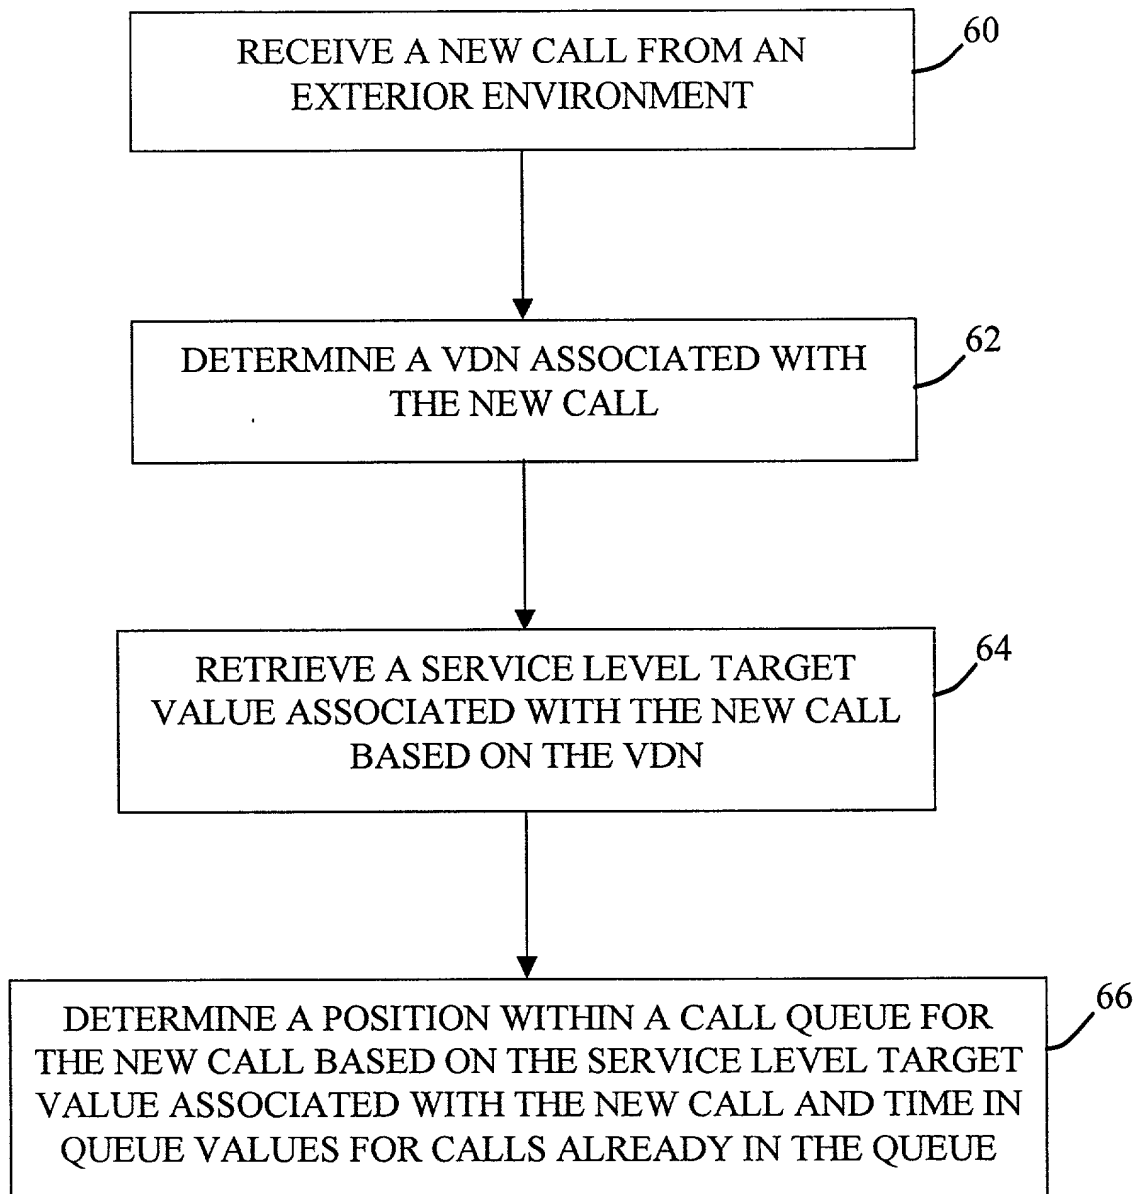 RECEIVE A NEW CALL FROM AN
EXTERIOR ENVIRONMENT
60
DETERMINE A VDN ASSOCIATED WITH
THE NEW CALL
62
RETRIEVE A SERVICE LEVEL TARGET
VALUE ASSOCIATED WITH THE NEW CALL
BASED ON THE VDN
64
DETERMINE A POSITION WITHIN A CALL QUEUE FOR
THE NEW CALL BASED ON THE SERVICE LEVEL TARGET
VALUE ASSOCIATED WITH THE NEW CALL AND TIME IN
QUEUE VALUES FOR CALLS ALREADY IN THE QUEUE
66